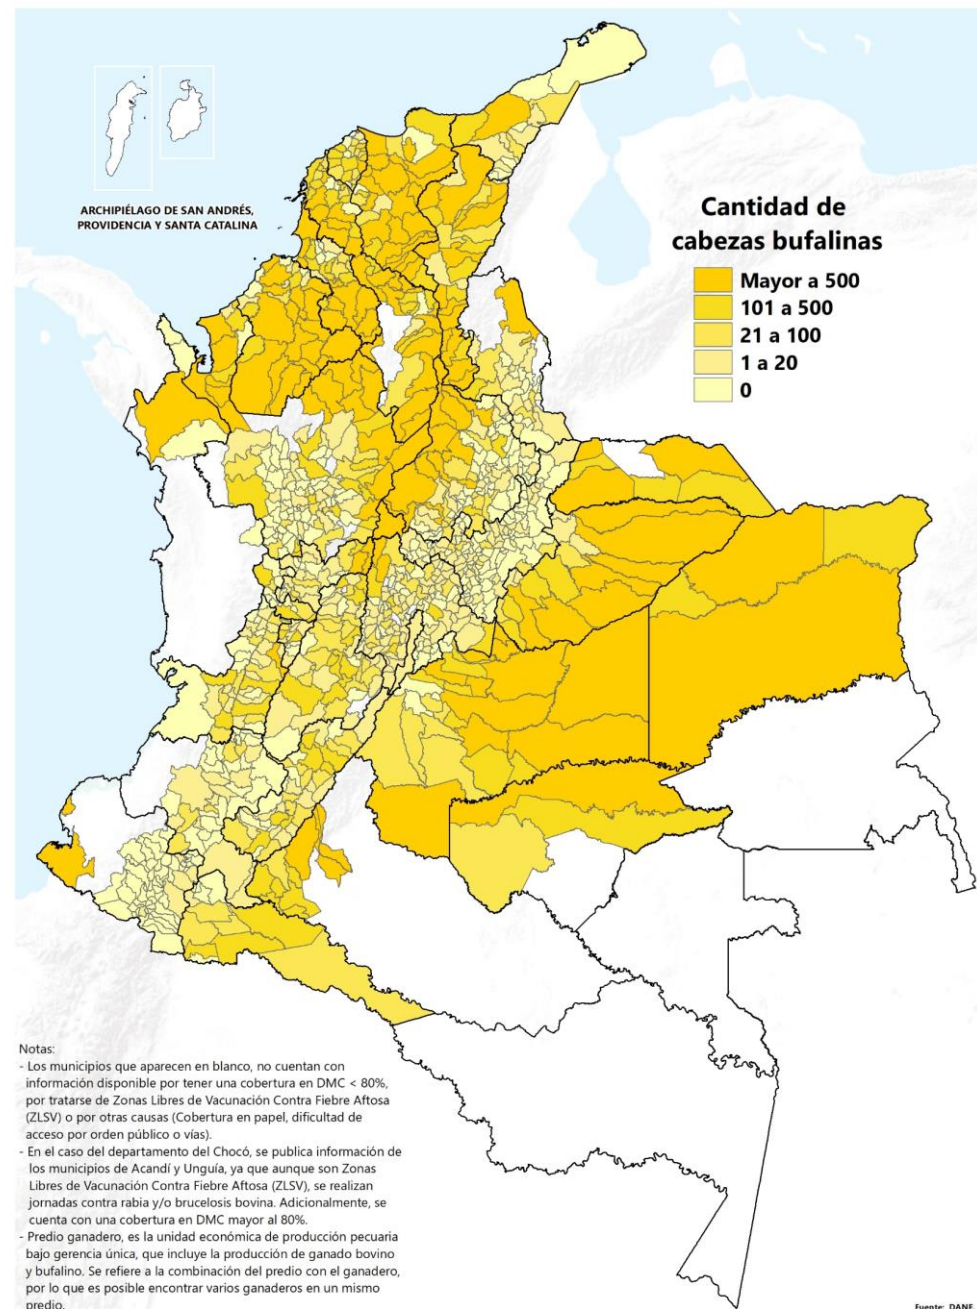 ARCHIPIÉLAGO DE SAN ANDRÉS,
PROVIDENCIA Y SANTA CATALINA
Cantidad de
cabezas bufalinas
Mayor a 500
101 a 500
21 a 100
1 a 20
0
Notas:
- Los municipios que aparecen en blanco, no cuentan con
información disponible por tener una cobertura en DMC < 80%,
por tratarse de Zonas Libres de Vacunación Contra Fiebre Aftosa
(ZLSV) o por otras causas (Cobertura en papel, dificultad de
acceso por orden público o vías).
- En el caso del departamento del Chocó, se publica información de
los municipios de Acandí y Unguía, ya que aunque son Zonas
Libres de Vacunación Contra Fiebre Aftosa (ZLSV), se realizan
jornadas contra rabia y/o brucelosis bovina. Adicionalmente, se
cuenta con una cobertura en DMC mayor al 80%.
- Predio ganadero, es la unidad económica de producción pecuaria
bajo gerencia única, que incluye la producción de ganado bovino
y bufalino. Se refiere a la combinación del predio con el ganadero,
por lo que es posible encontrar varios ganaderos en un mismo
predio.
Fuente: DANE